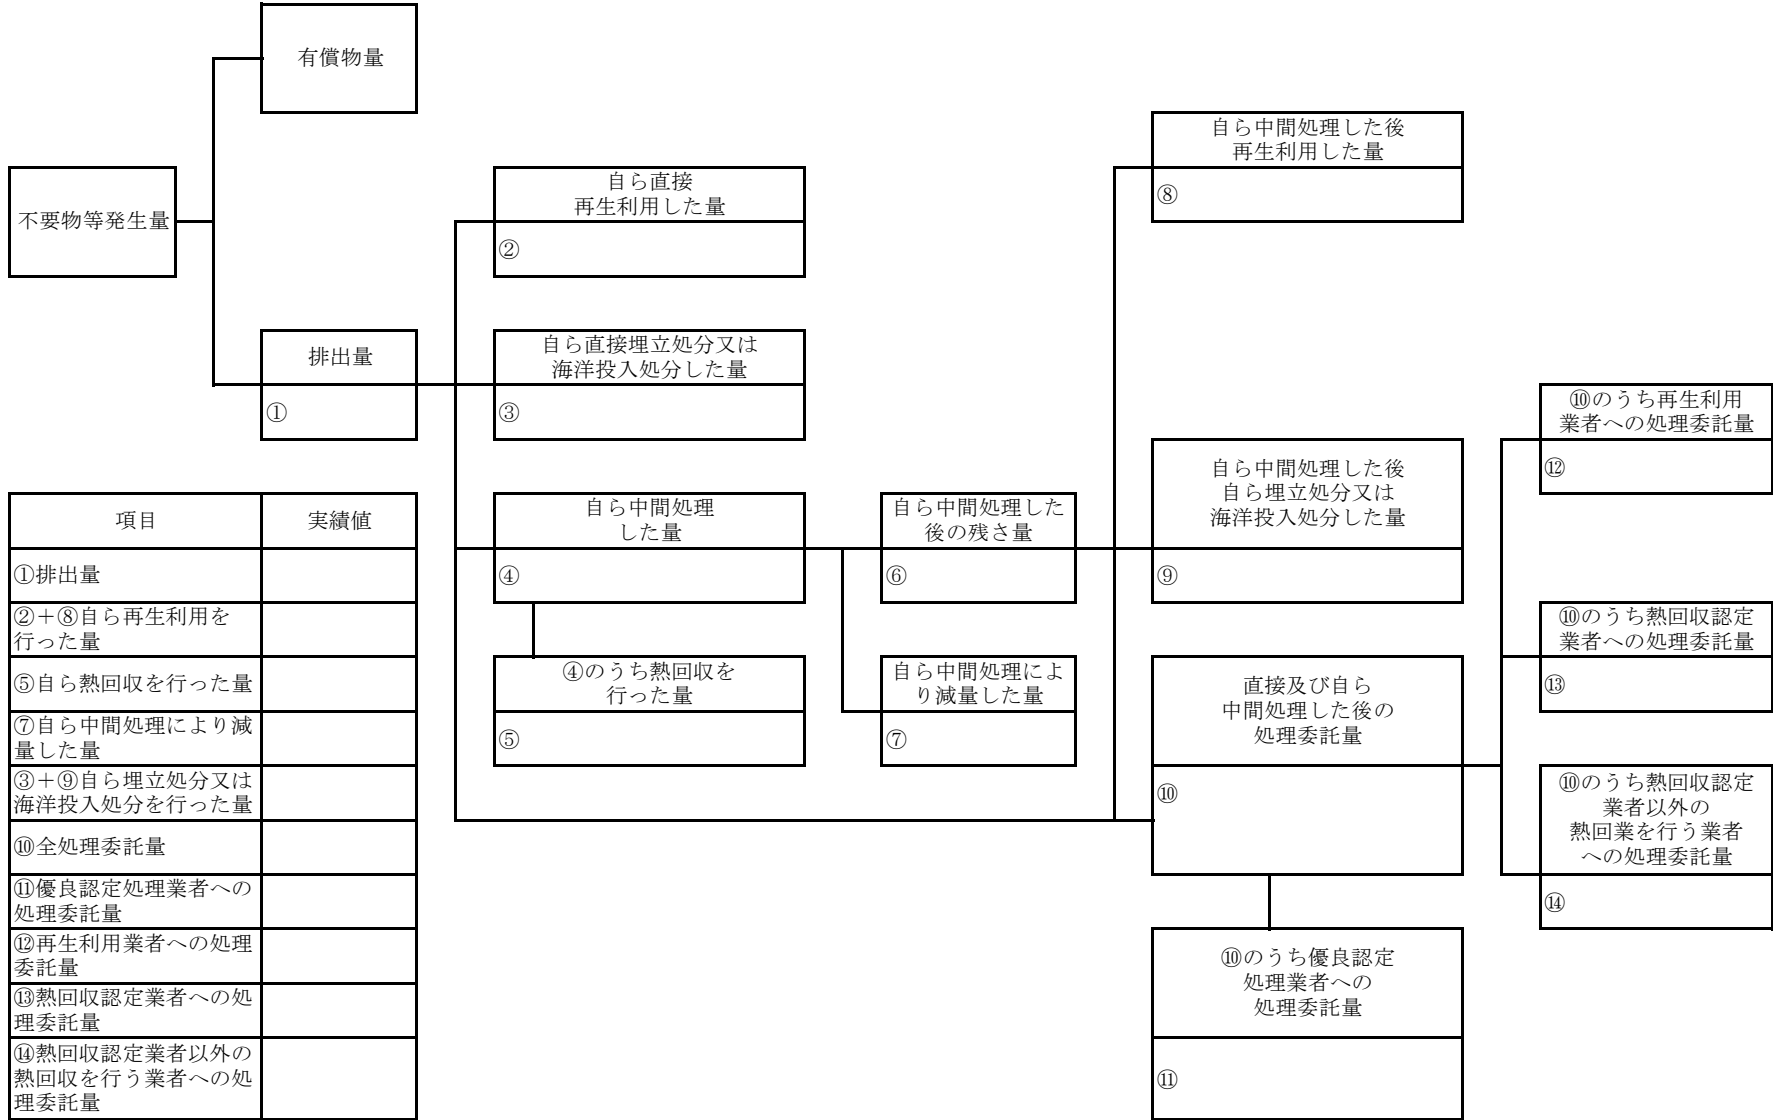 有償物量
不要物等発生量
排出量
①
自ら直接
再生利用した量
②
自ら直接埋立処分又は
海洋投入処分した量
③
自ら中間処理
した量
④
④のうち熱回収を
行った量
⑤
自ら中間処理した
後の残さ量
⑥
自ら中間処理によ
り減量した量
⑦
自ら中間処理した後
再生利用した量
⑧
自ら中間処理した後
自ら埋立処分又は
海洋投入処分した量
⑨
直接及び自ら
中間処理した後の
処理委託量
⑩
⑩のうち優良認定
処理業者への
処理委託量
⑪
⑩のうち再生利用
業者への処理委託量
⑫
⑩のうち熱回収認定
業者への処理委託量
⑬
⑩のうち熱回収認定
業者以外の
熱回業を行う業者
への処理委託量
⑭
項目 実績値
①排出量
②＋⑧自ら再生利用を
行った量
⑤自ら熱回収を行った量
⑦自ら中間処理により減
量した量
③＋⑨自ら埋立処分又は
海洋投入処分を行った量
⑩全処理委託量
⑪優良認定処理業者への
処理委託量
⑫再生利用業者への処理
委託量
⑬熱回収認定業者への処
理委託量
⑭熱回収認定業者以外の
熱回収を行う業者への処
理委託量